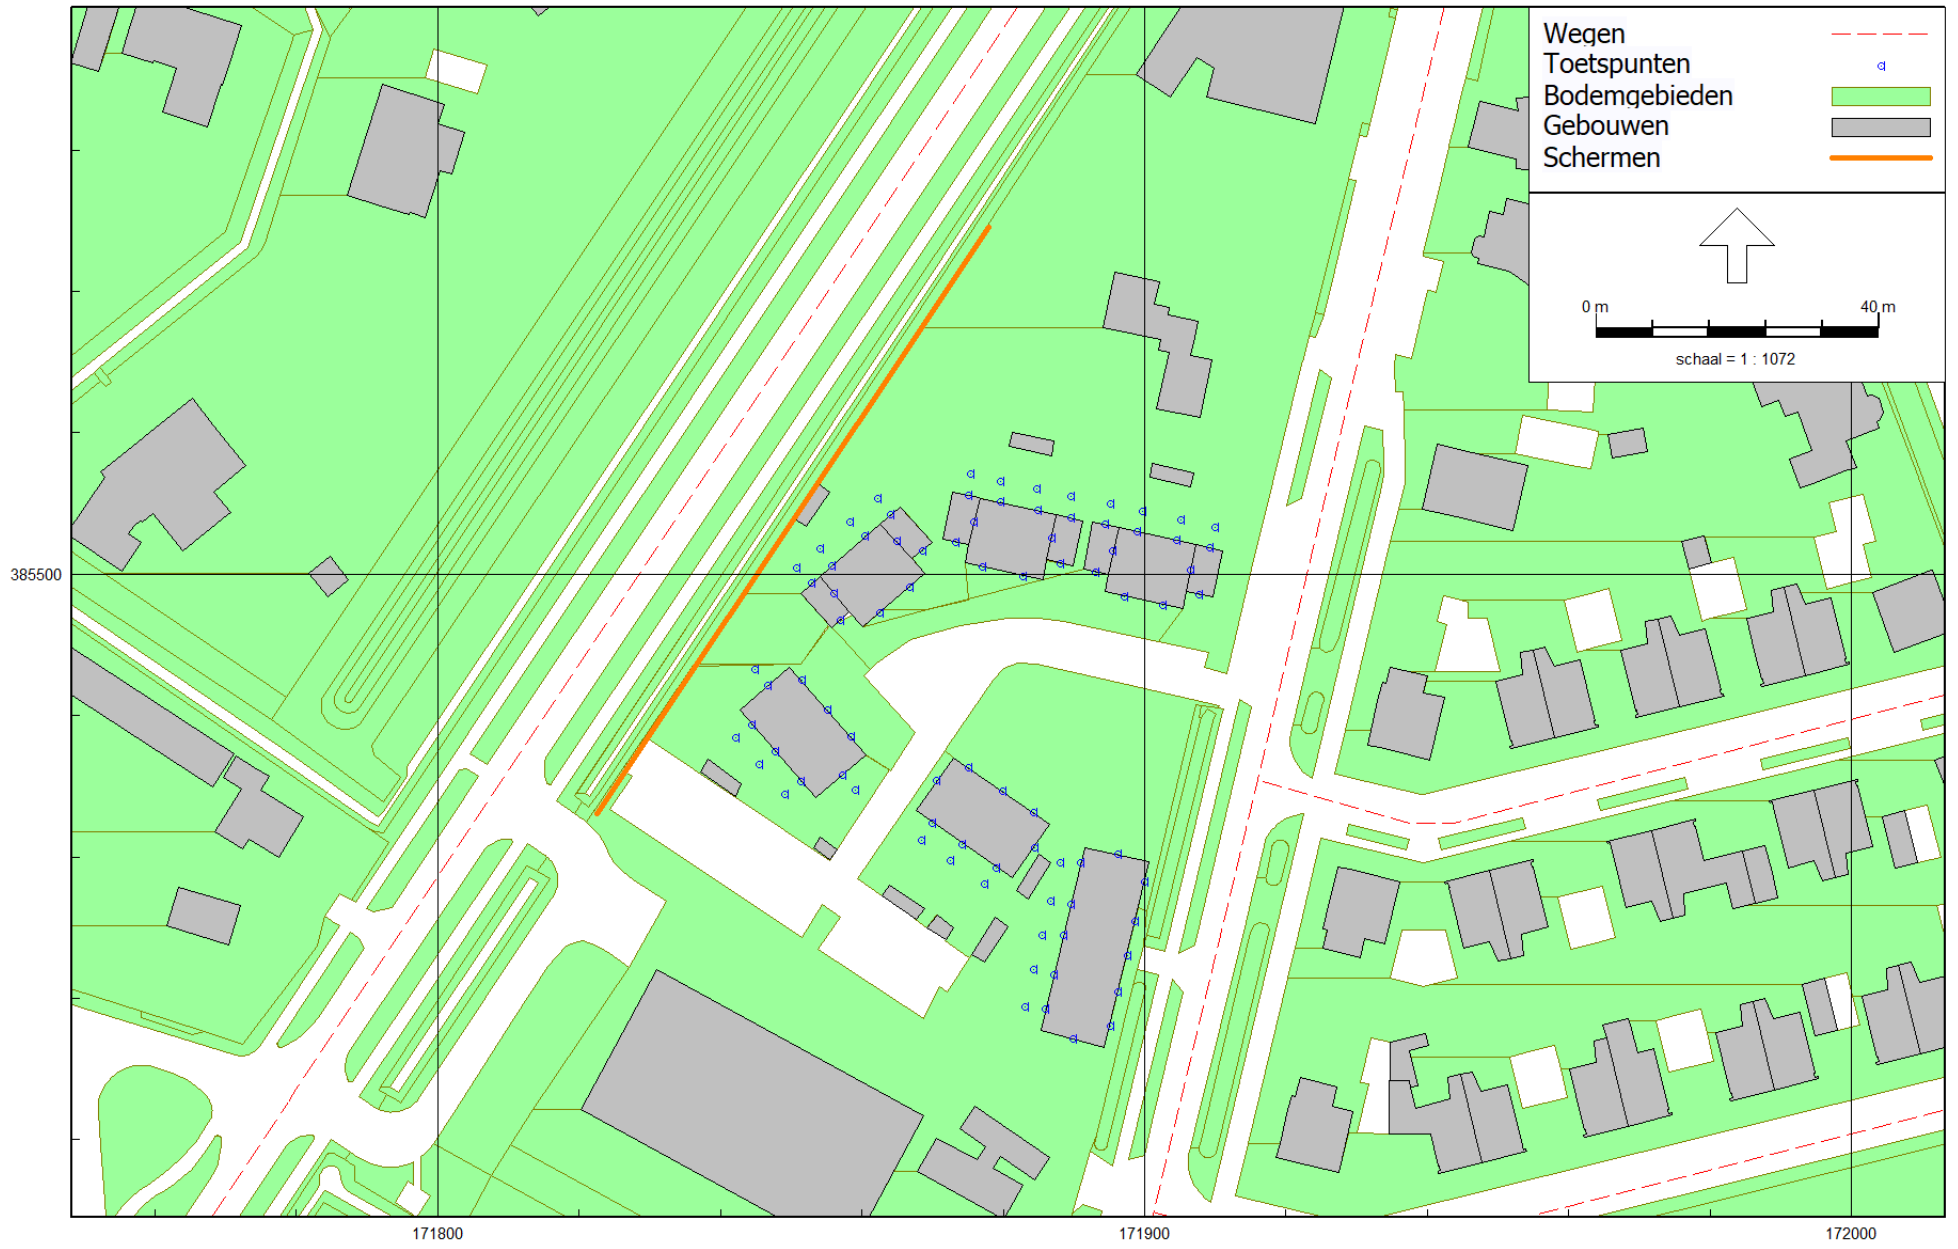 Wegen
Toetspunten
Bodemgebieden
Gebouwen
Schermen
0 m 40 m
schaal = 1 : 1072
385500
171800 171900 172000